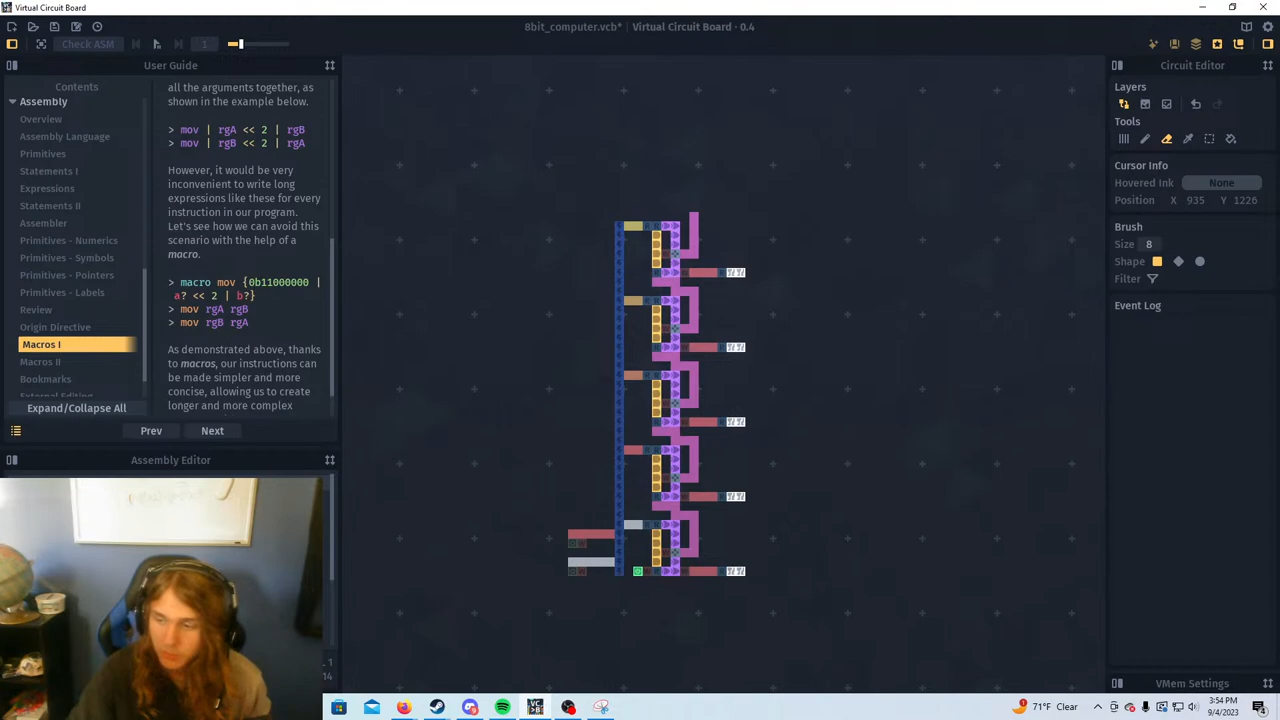 Virtual Circuit Board
8bit_computer.vcb* | Virtual Circuit Board - 0.4
Check ASM
1
User Guide
Contents
Assembly
Overview
Assembly Language
Primitives
Statements I
Expressions
Statements II
Assembler
Primitives - Numerics
Primitives - Symbols
Primitives - Pointers
Primitives - Labels
Review
Origin Directive
Macros I
Macros II
Bookmarks
Expand/Collapse All
all the arguments together, as
shown in the example below.
> mov | rgA << 2 | rgB
> mov | rgB << 2 | rgA
However, it would be very
inconvenient to write long
expressions like these for every
instruction in our program.
Let's see how we can avoid this
scenario with the help of a
macro.
> macro mov {0b11000000 |
a? << 2 | b?}
> mov rgA rgB
> mov rgB rgA
As demonstrated above, thanks
to macros, our instructions can
be made simpler and more
concise, allowing us to create
longer and more complex
Prev
Next
Assembly Editor
Circuit Editor
Layers
Tools
Cursor Info
Hovered Ink None
Position X 935 Y 1226
Brush
Size 8
Shape
Filter
Event Log
VMem Settings
71°F Clear
3:54 PM
9/4/2023